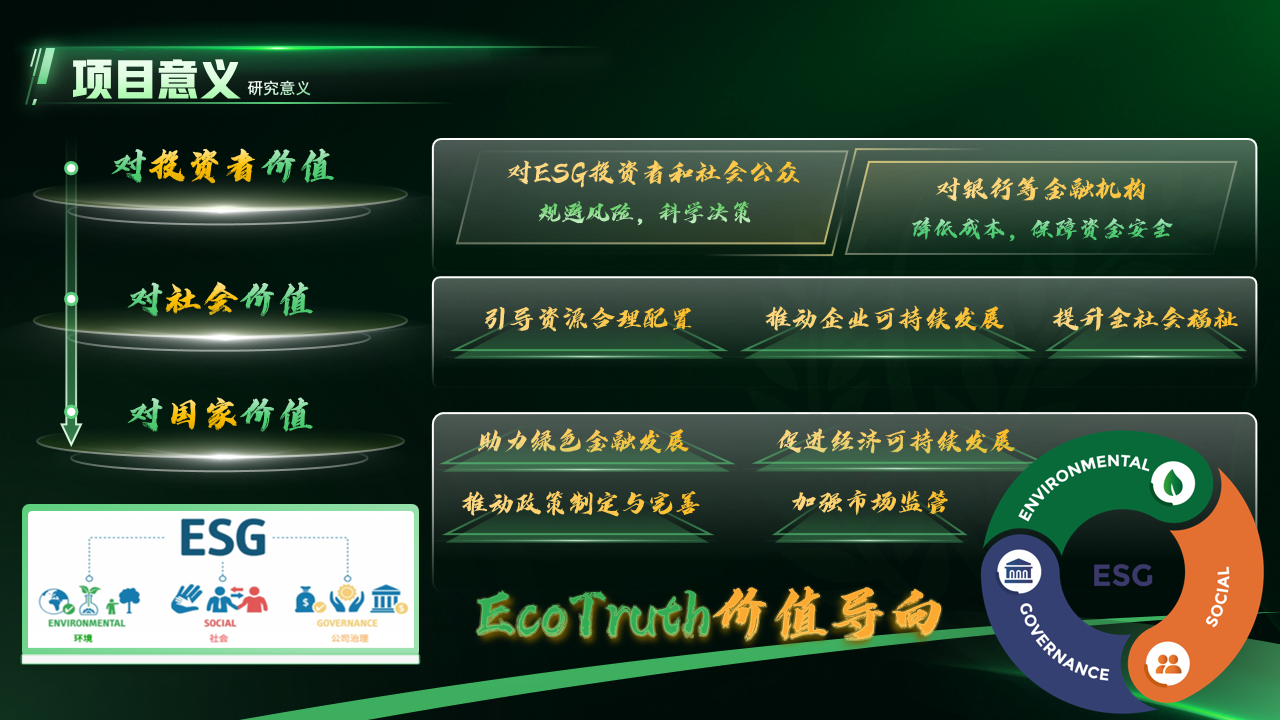 项目意义 研究意义
对投资者价值
对ESG投资者和社会公众
规避风险，科学决策
对银行等金融机构
降低成本，保障资金安全
对社会价值
引导资源合理配置
推动企业可持续发展
提升全社会福祉
对国家价值
助力绿色金融发展
促进经济可持续发展
推动政策制定与完善
加强市场监管
ESG
ENVIRONMENTAL
环境
SOCIAL
社会
GOVERNANCE
公司治理
EcoTruth价值导向
ENVIRONMENTAL
SOCIAL
GOVERNANCE
ESG